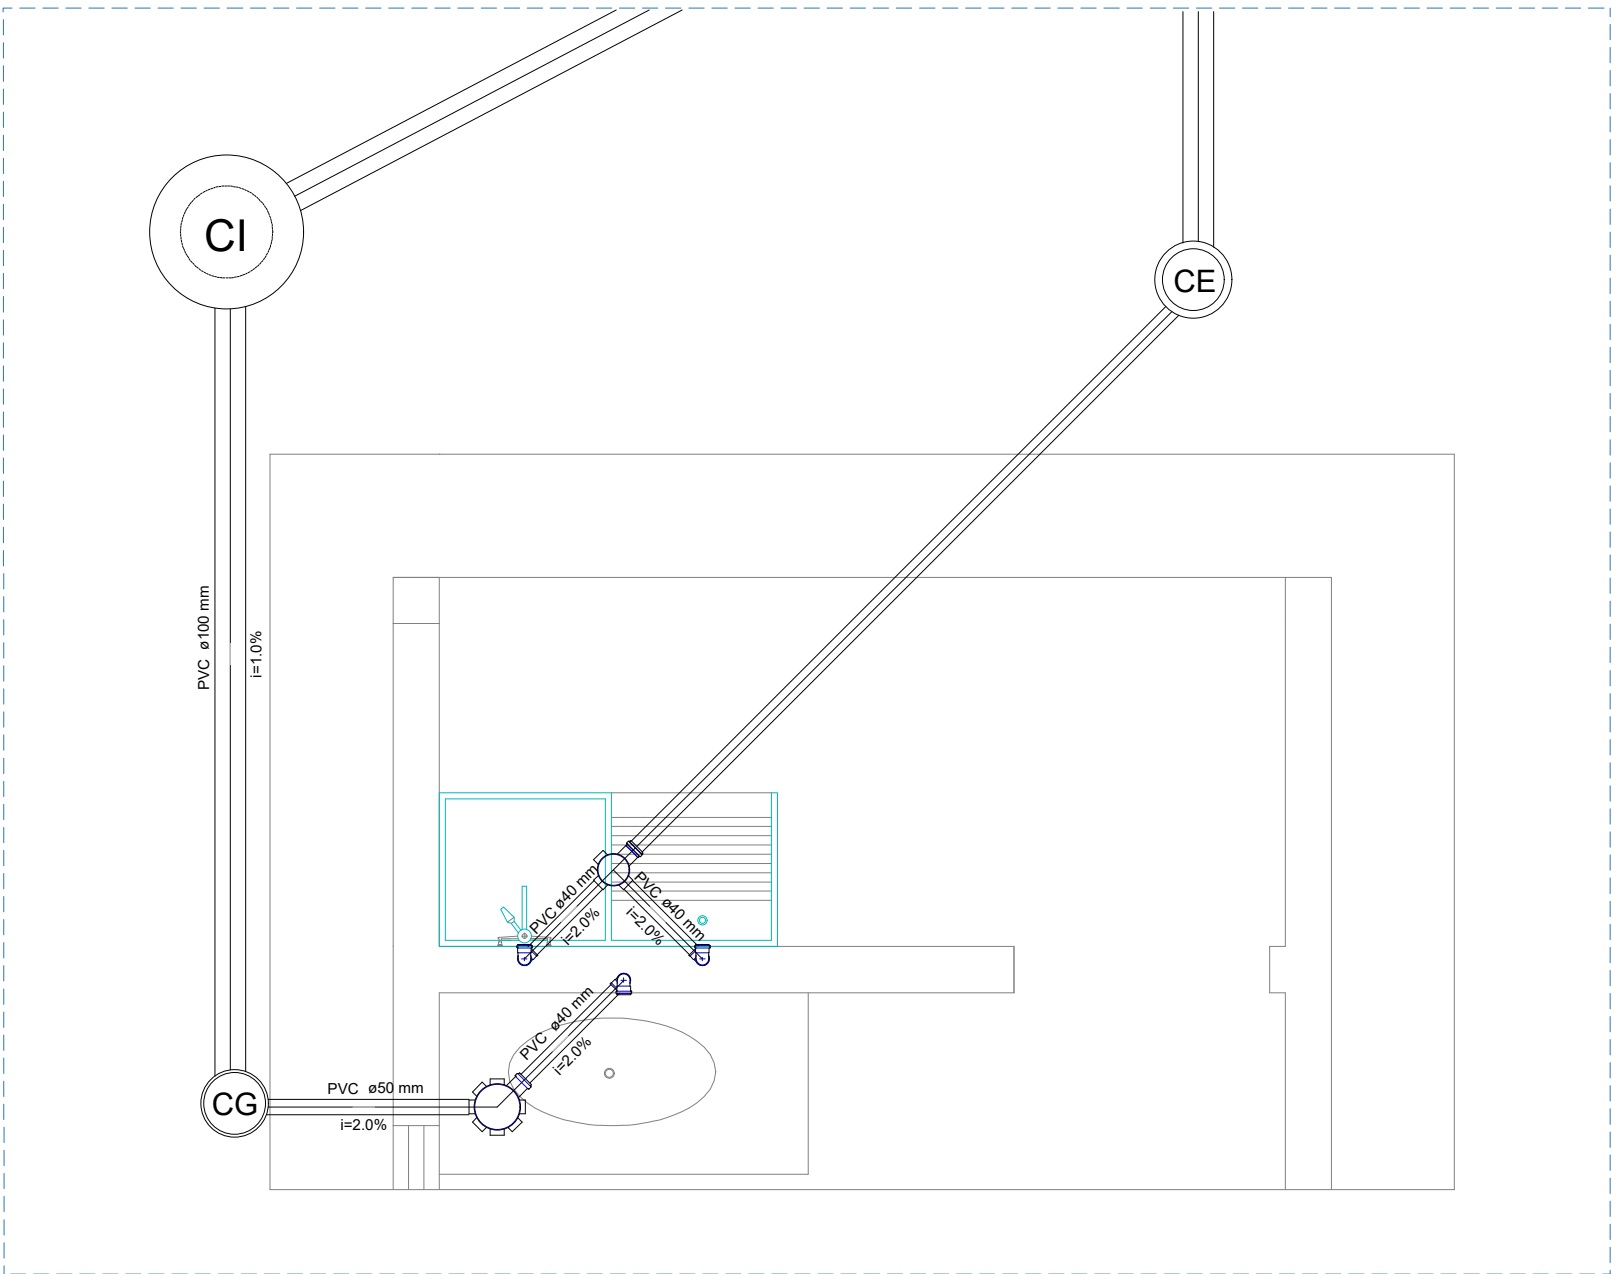 CI
CE
PVC ø100 mm
i=1.0%
PVC ø40 mm
i=2.0%
PVC ø40 mm
i=2.0%
PVC ø40 mm
i=2.0%
PVC ø50 mm
CG
i=2.0%